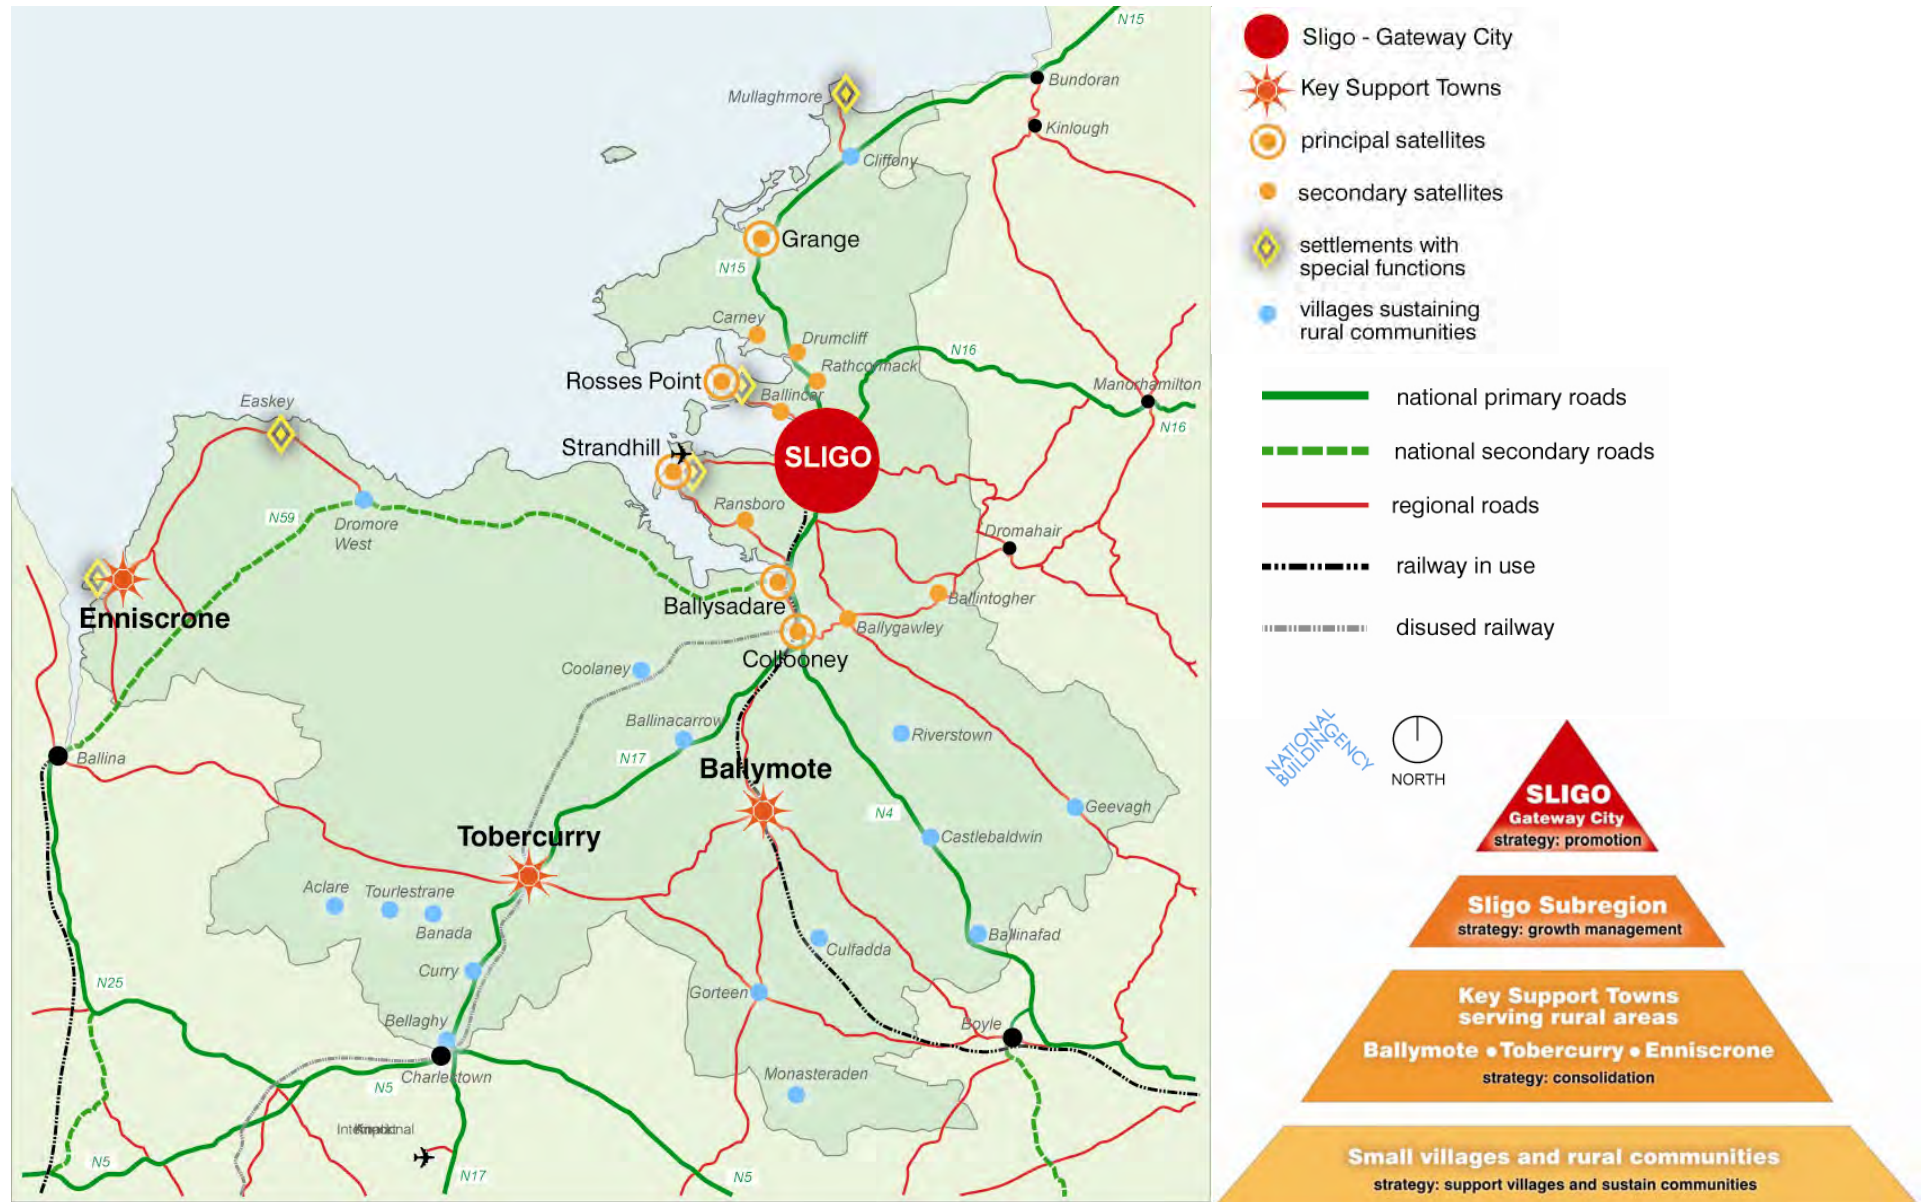 N15
Bundoran
Mullaghmore
Kinlough
Cliffony
Grange
N15
Carney
Drumcliff
Rathcormack
N16
Rosses Point
Ballincar
Manorhamilton
N16
Easkey
Strandhill
SLIGO
Ransboro
N59
Dromore
West
Dromahair
Enniscrone
Ballysadare
Ballintogher
Ballygawley
Collooney
Coolaney
Ballinacarrow
Riverstown
N17
Ballina
Ballymote
Geevagh
N4
Castlebaldwin
Tobercurry
Aclare
Tourlestrane
Banada
Ballinafad
Culfadda
Curry
N25
Gorteen
Bellaghy
Boyle
Charlestown
N5
Monasteraden
International
N5
N17
N5
Sligo - Gateway City
Key Support Towns
principal satellites
secondary satellites
settlements with
special functions
villages sustaining
rural communities
national primary roads
national secondary roads
regional roads
railway in use
disused railway
NATIONAL
BUILDINGENCY
NORTH
SLIGO
Gateway City
strategy: promotion
Sligo Subregion
strategy: growth management
Key Support Towns
serving rural areas
Ballymote • Tobercurry • Enniscrone
strategy: consolidation
Small villages and rural communities
strategy: support villages and sustain communities